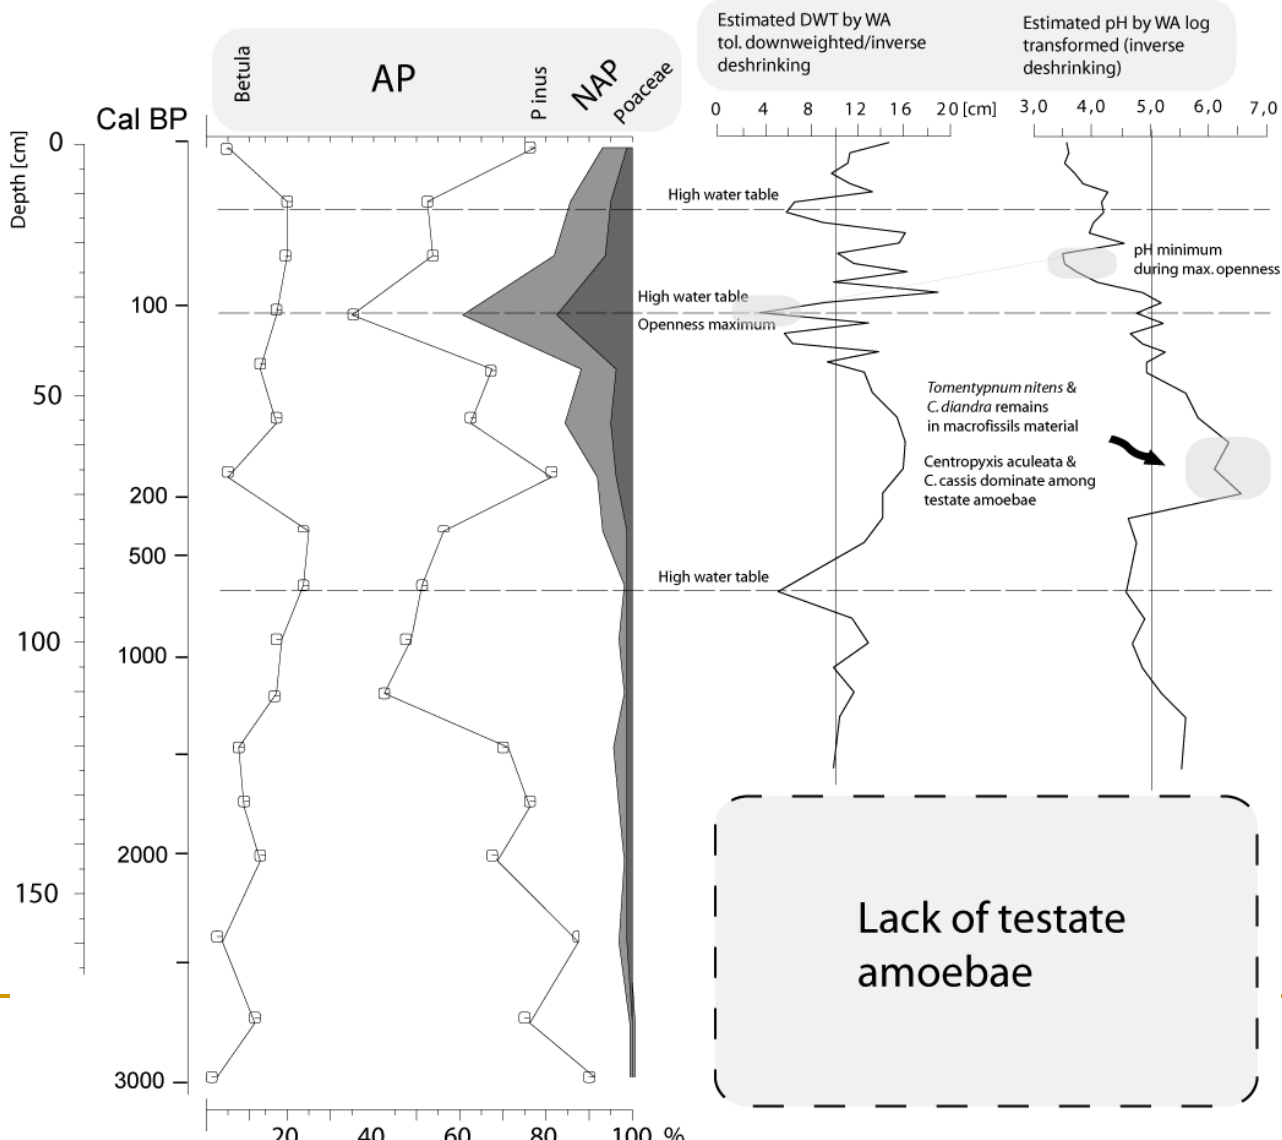 Betula
AP
Pinus
NAP
Poaceae
Estimated DWT by WA
tol. downweighted/inverse
deshrinking
Estimated pH by WA log
transformed (inverse
deshrinking)
0 4 8 12 16 20 [cm]
3,0 4,0 5,0 6,0 7,0
Depth [cm]
Cal BP
0
High water table
pH minimum
during max. openness
100
High water table
Openness maximum
50
Tomentypnum nitens &
C. diandra remains
in macrofissils material
Centropyxis aculeata &
C. cassis dominate among
testate amoebae
200
500
High water table
100
1000
2000
150
Lack of testate
amoebae
3000
20 40 60 80 100 %